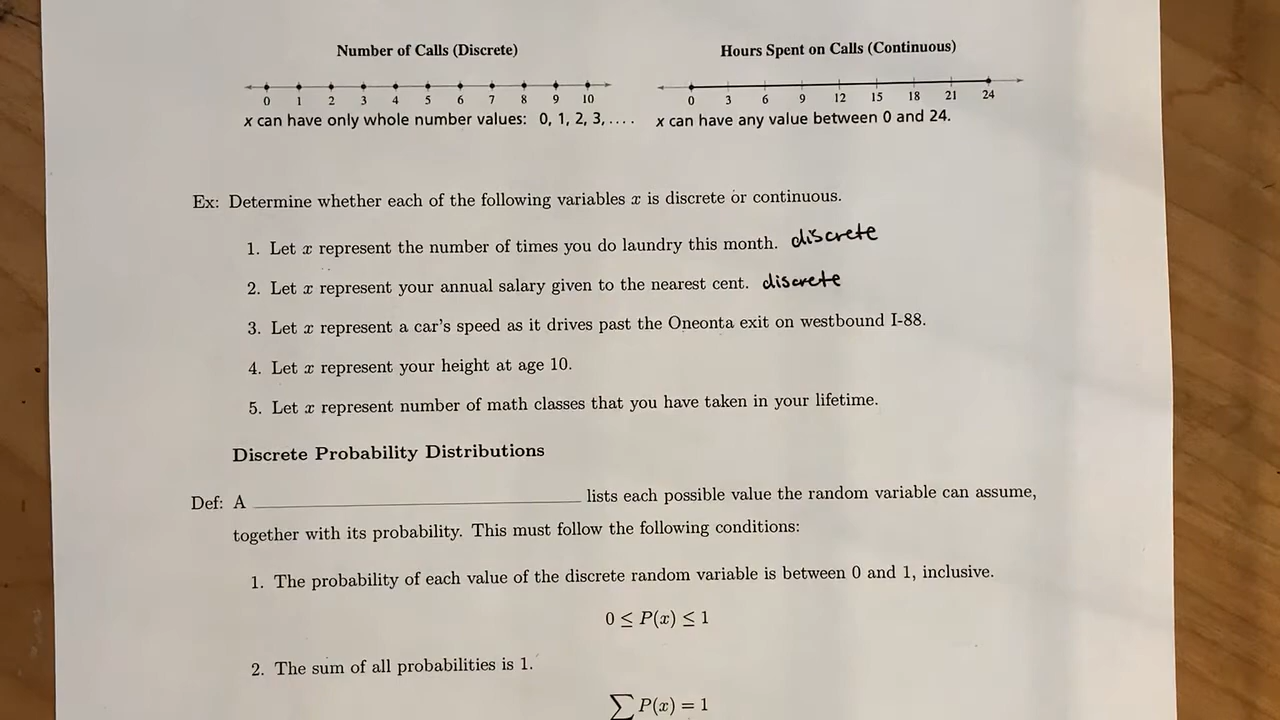 Number of Calls (Discrete)
Hours Spent on Calls (Continuous)
0 1 2 3 4 5 6 7 8 9 10
0 3 6 9 12 15 18 21 24
x can have only whole number values: 0, 1, 2, 3, ....
x can have any value between 0 and 24.
Ex: Determine whether each of the following variables x is discrete or continuous.
1. Let x represent the number of times you do laundry this month. discrete
2. Let x represent your annual salary given to the nearest cent. discrete
3. Let x represent a car's speed as it drives past the Oneonta exit on westbound I-88.
4. Let x represent your height at age 10.
5. Let x represent number of math classes that you have taken in your lifetime.
Discrete Probability Distributions
Def: A ______________ lists each possible value the random variable can assume,
together with its probability. This must follow the following conditions:
1. The probability of each value of the discrete random variable is between 0 and 1, inclusive.
0 ≤ P(x) ≤ 1
2. The sum of all probabilities is 1.
∑ P(x) = 1